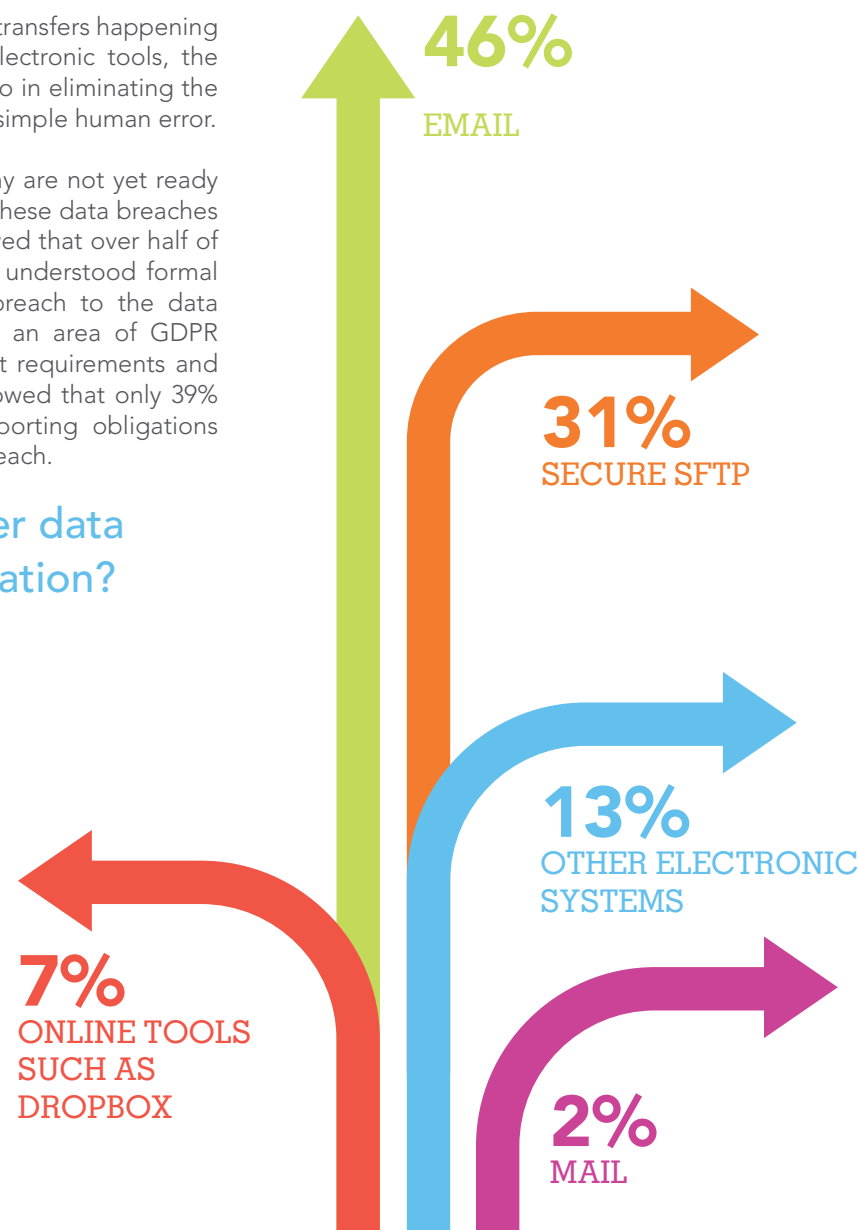 transfers happening
lectronic tools, the
o in eliminating the
simple human error.
ny are not yet ready
hese data breaches
ed that over half of
understood formal
oreach to the data
an area of GDPR
t requirements and
owed that only 39%
porting obligations
each.
er data
ation?
46%
EMAIL
31%
SECURE SFTP
13%
OTHER ELECTRONIC
SYSTEMS
7%
ONLINE TOOLS
SUCH AS
DROPBOX
2%
MAIL